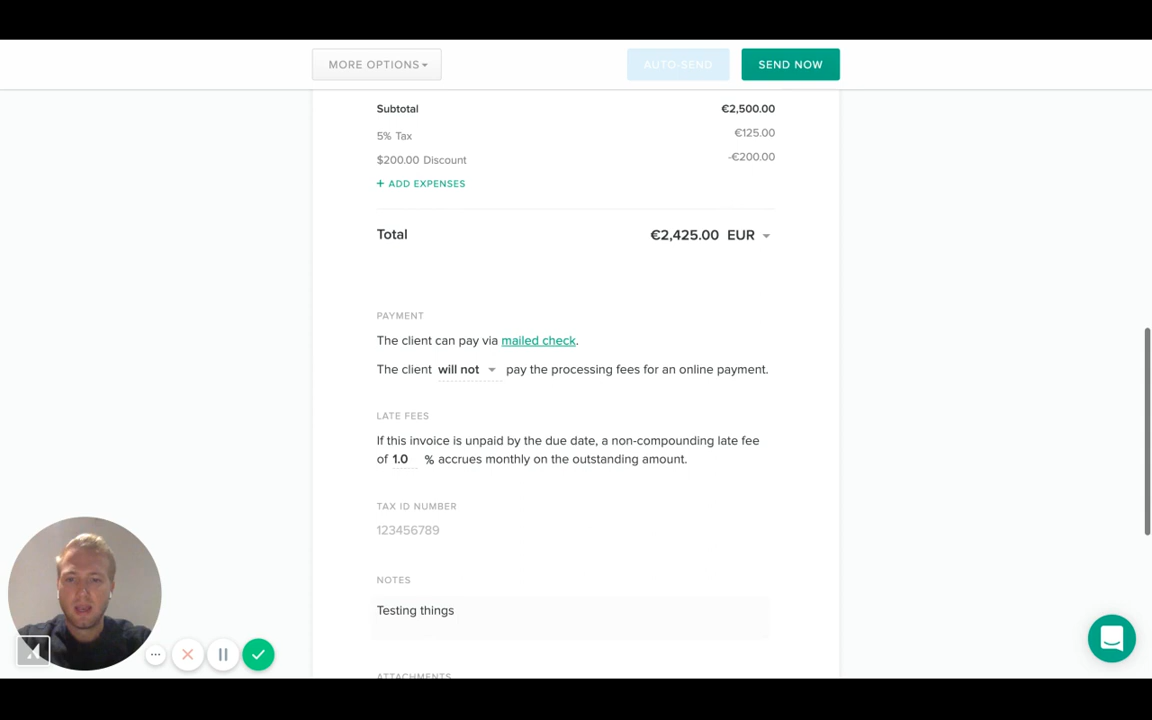 MORE OPTIONS
AUTO-SEND
SEND NOW
Subtotal €2,500.00
5% Tax €125.00
$200.00 Discount -€200.00
+ ADD EXPENSES
Total €2,425.00 EUR
PAYMENT
The client can pay via mailed check.
The client will not pay the processing fees for an online payment.
LATE FEES
If this invoice is unpaid by the due date, a non-compounding late fee
of 1.0 % accrues monthly on the outstanding amount.
TAX ID NUMBER
123456789
NOTES
Testing things
ATTACHMENTS